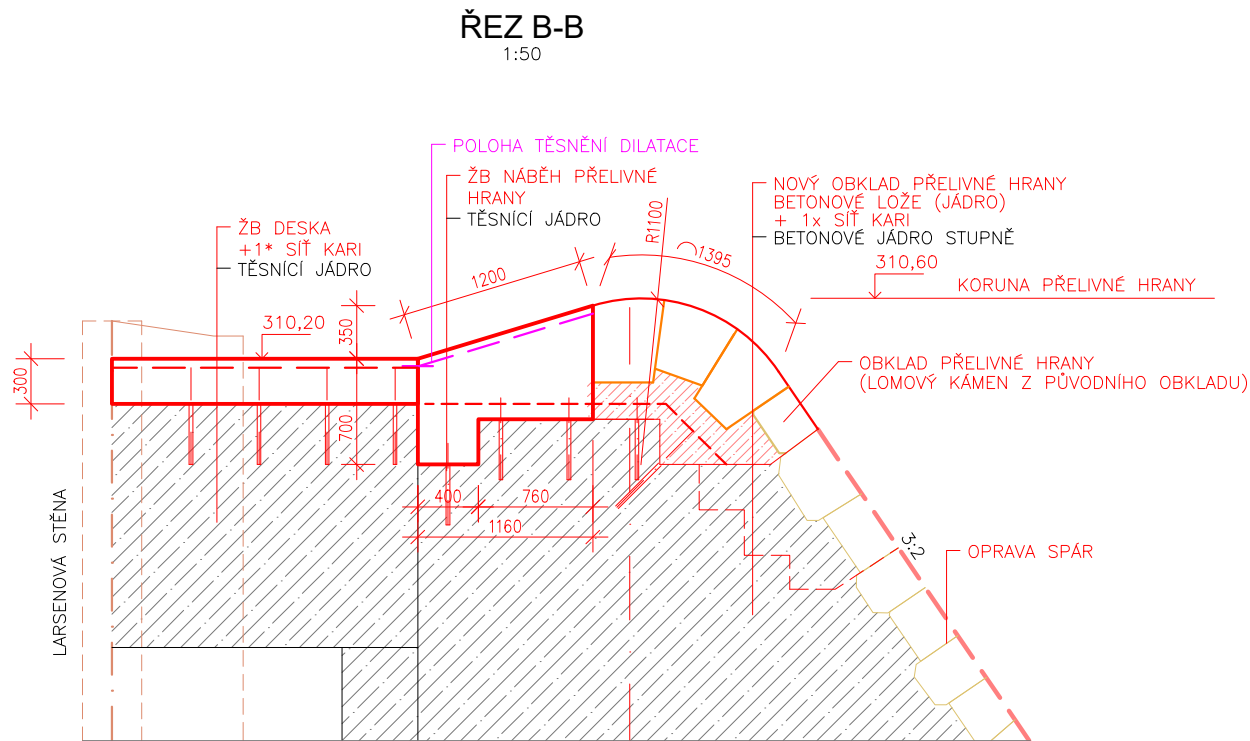 ŘEZ B-B
1:50
POLOHA TĚSNĚNÍ DILATACE
ŽB NÁBĚH PŘELIVNÉ
HRANY
TĚSNÍCÍ JÁDRO
ŽB DESKA
+1* SÍŤ KARI
TĚSNÍCÍ JÁDRO
NOVÝ OBKLAD PŘELIVNÉ HRANY
BETONOVÉ LOŽE (JÁDRO)
+ 1x SÍŤ KARI
BETONOVÉ JÁDRO STUPNĚ
R1100
1395
1200
310,60
KORUNA PŘELIVNÉ HRANY
310,20
350
300
700
OBKLAD PŘELIVNÉ HRANY
(LOMOVÝ KÁMEN Z PŮVODNÍHO OBKLADU)
400
760
1160
3:2
OPRAVA SPÁR
LARSENOVÁ STĚNA